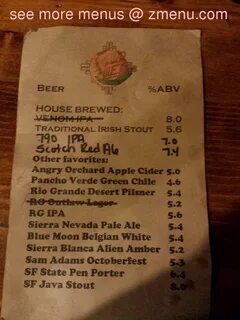 see more menus @ zmenu.com
BEER %ABV
HOUSE BREWED:
VENOM IPA 8.0
TRADITIONAL IRISH STOUT 5.6
790 IPA 7.0
Scotch Red Ale 7.4
Other favorites:
Angry Orchard Apple Cider 5.0
Pancho Verde Green Chile 4.6
Rio Grande Desert Pilsner 5.4
RG Outlaw Lager 5.2
RG IPA 5.6
Sierra Nevada Pale Ale 5.4
Blue Moon Belgian White 5.4
Sierra Blanca Alien Amber 5.2
Sam Adams Octoberfest 5.3
SF State Pen Porter 6.4
SF Java Stout 8.0